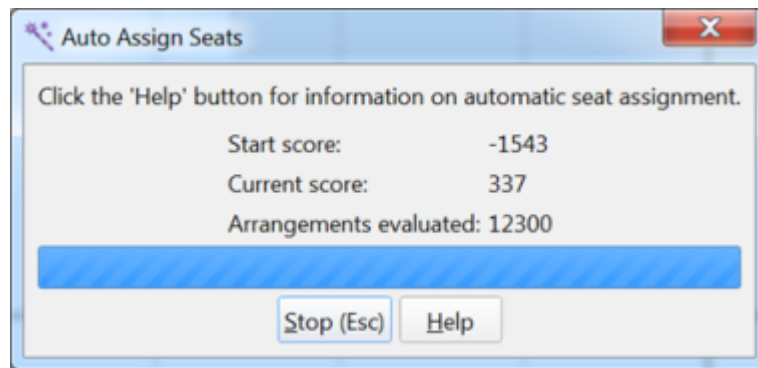 Auto Assign Seats
Click the 'Help' button for information on automatic seat assignment.
Start score: -1543
Current score: 337
Arrangements evaluated: 12300
Stop (Esc) Help